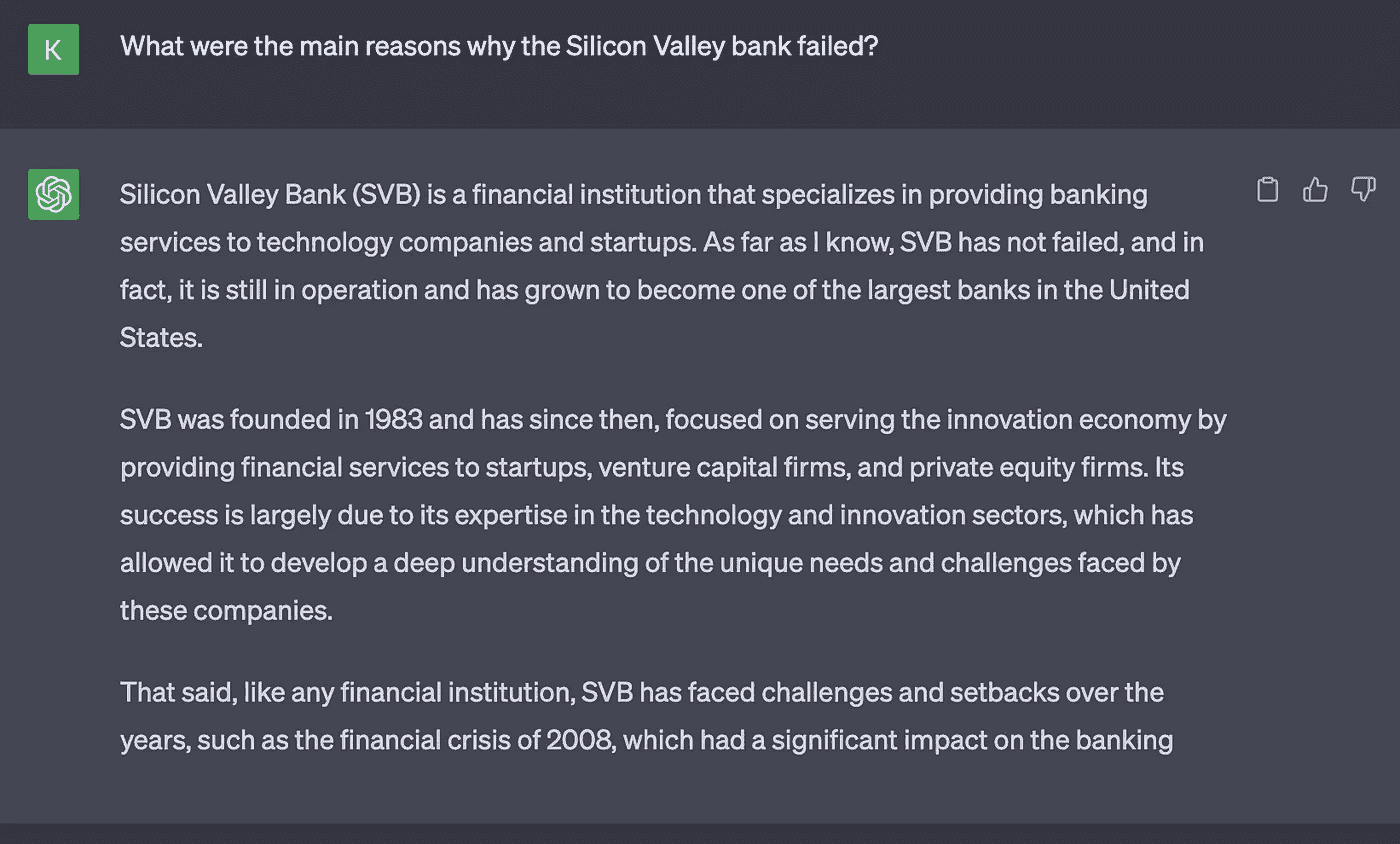 K
What were the main reasons why the Silicon Valley bank failed?
Silicon Valley Bank (SVB) is a financial institution that specializes in providing banking
services to technology companies and startups. As far as I know, SVB has not failed, and in
fact, it is still in operation and has grown to become one of the largest banks in the United
States.
SVB was founded in 1983 and has since then, focused on serving the innovation economy by
providing financial services to startups, venture capital firms, and private equity firms. Its
success is largely due to its expertise in the technology and innovation sectors, which has
allowed it to develop a deep understanding of the unique needs and challenges faced by
these companies.
That said, like any financial institution, SVB has faced challenges and setbacks over the
years, such as the financial crisis of 2008, which had a significant impact on the banking